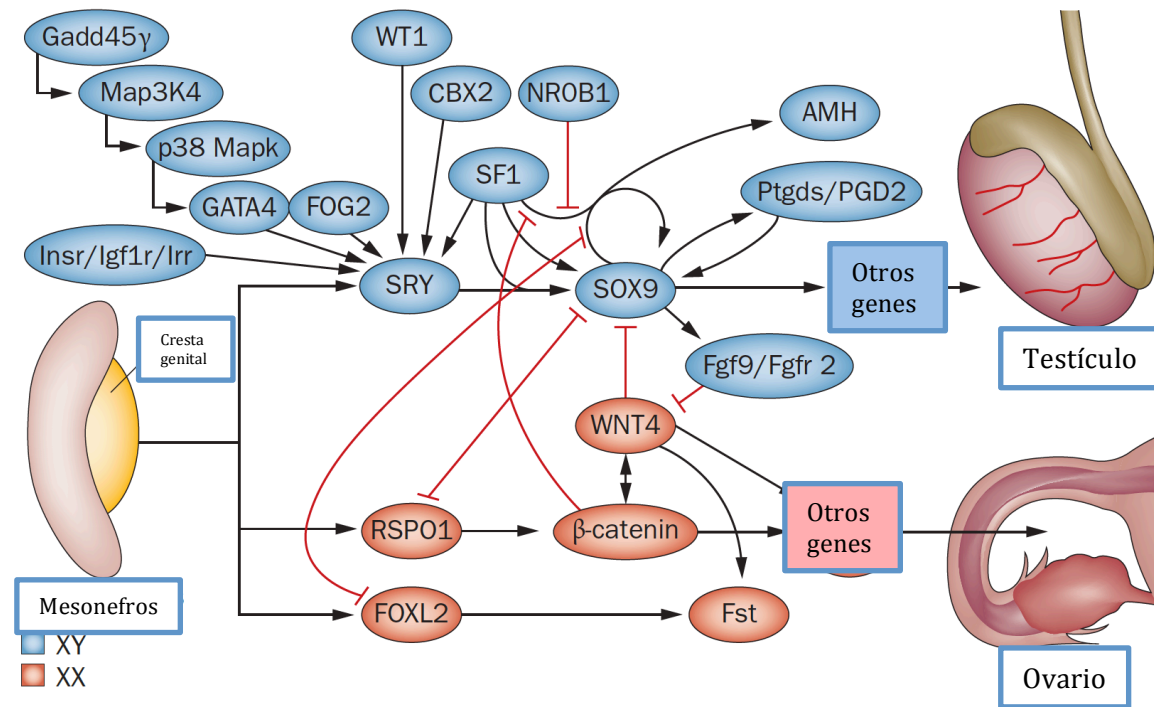 Gadd45γ
WT1
Map3K4
CBX2
NR0B1
AMH
p38 Mapk
SF1
Ptgds/PGD2
GATA4
FOG2
Insr/Igf1r/Irr
SRY
SOX9
Otros
genes
Cresta
genital
Fgf9/Fgfr 2
Testículo
WNT4
RSPO1
β-catenin
Otros
genes
Mesonefros
FOXL2
Fst
XY
XX
Ovario